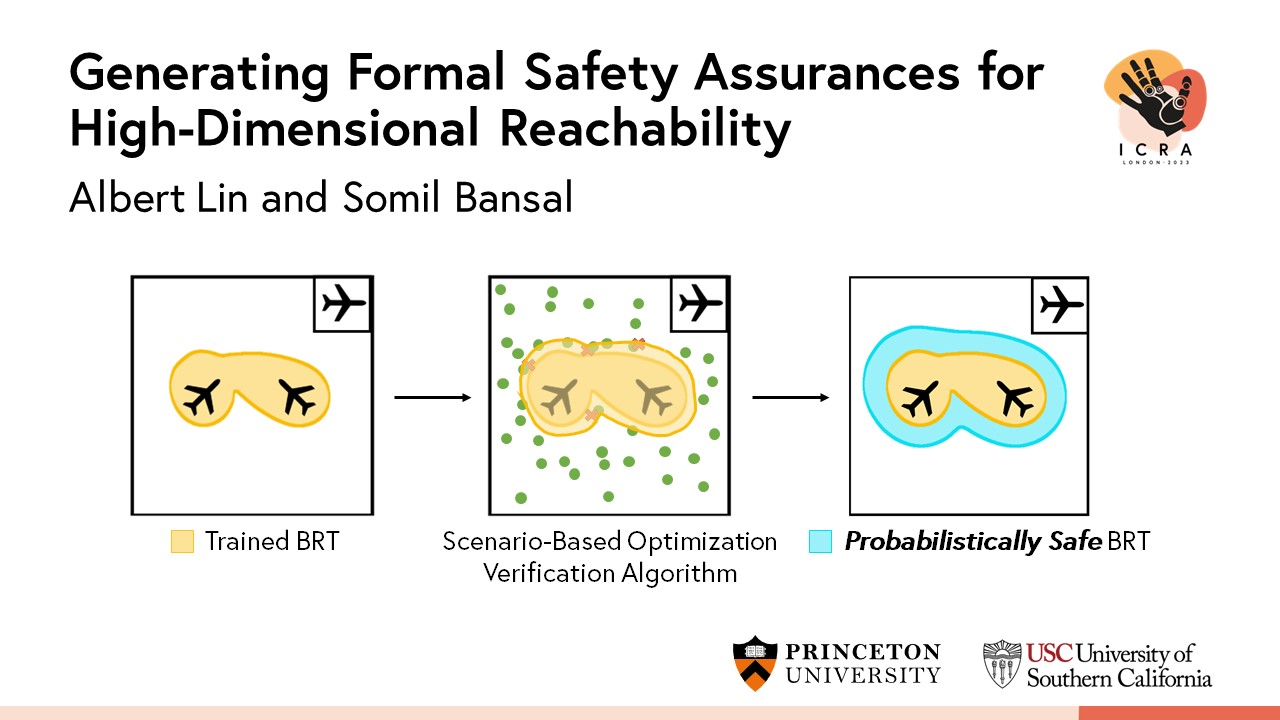 Generating Formal Safety Assurances for
High-Dimensional Reachability
Albert Lin and Somil Bansal
ICRA
LONDON·2023
Trained BRT
Scenario-Based Optimization
Verification Algorithm
Probabilistically Safe BRT
PRINCETON
UNIVERSITY
USC University of
Southern California